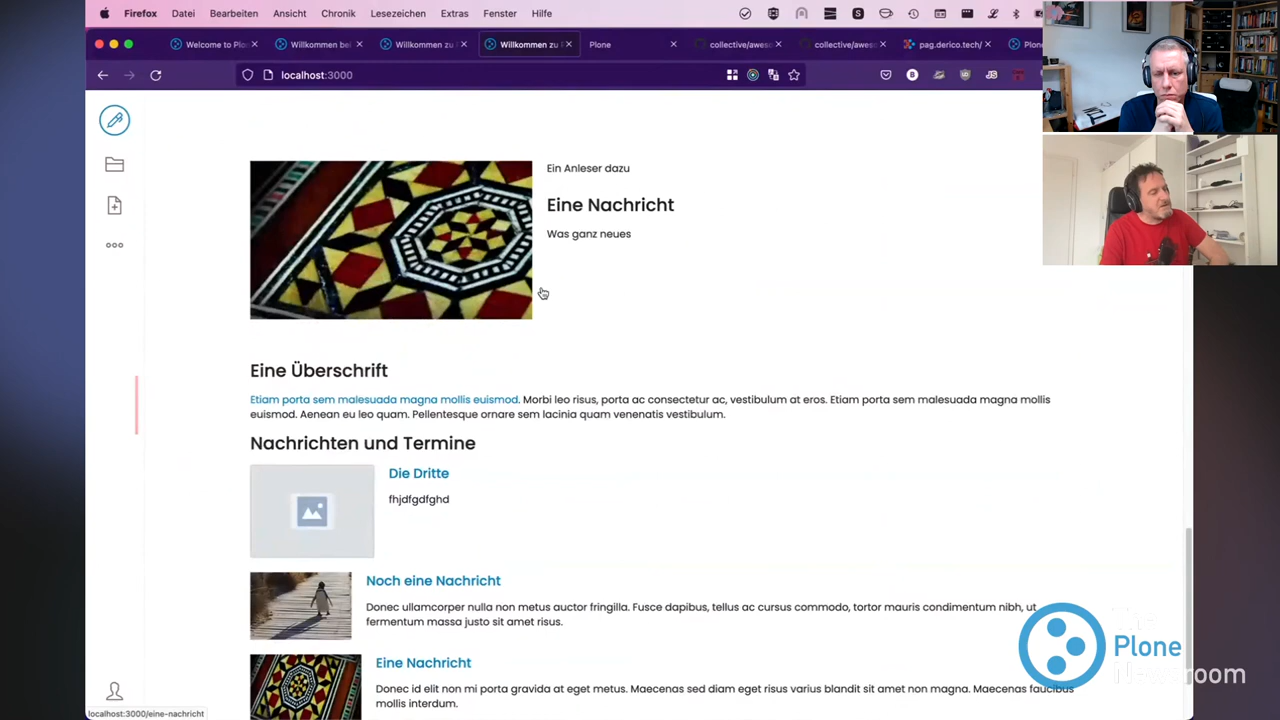 Firefox Datei Bearbeiten Ansicht Chronik Lesezeichen Extras Fenster Hilfe
Welcome to Plo Willkommen bei Willkommen zu Willkommen zu Plone collective/awes collective/awes pag.derico.tech/ Plone
localhost:3000
Ein Anleser dazu
Eine Nachricht
Was ganz neues
Eine Überschrift
Etiam porta sem malesuada magna mollis euismod. Morbi leo risus, porta ac consectetur ac, vestibulum at eros. Etiam porta sem malesuada magna mollis
euismod. Aenean eu leo quam. Pellentesque ornare sem lacinia quam venenatis vestibulum.
Nachrichten und Termine
Die Dritte
fhjdfgdfghd
Noch eine Nachricht
Donec ullamcorper nulla non metus auctor fringilla. Fusce dapibus, tellus ac cursus commodo, tortor mauris condimentum nibh, ut
fermentum massa justo sit amet risus.
Eine Nachricht
Donec id elit non mi porta gravida at eget metus. Maecenas sed diam eget risus varius blandit sit amet non magna. Maecenas faucibus
mollis interdum.
localhost:3000/eine-nachricht
The
Plone
Newsroom